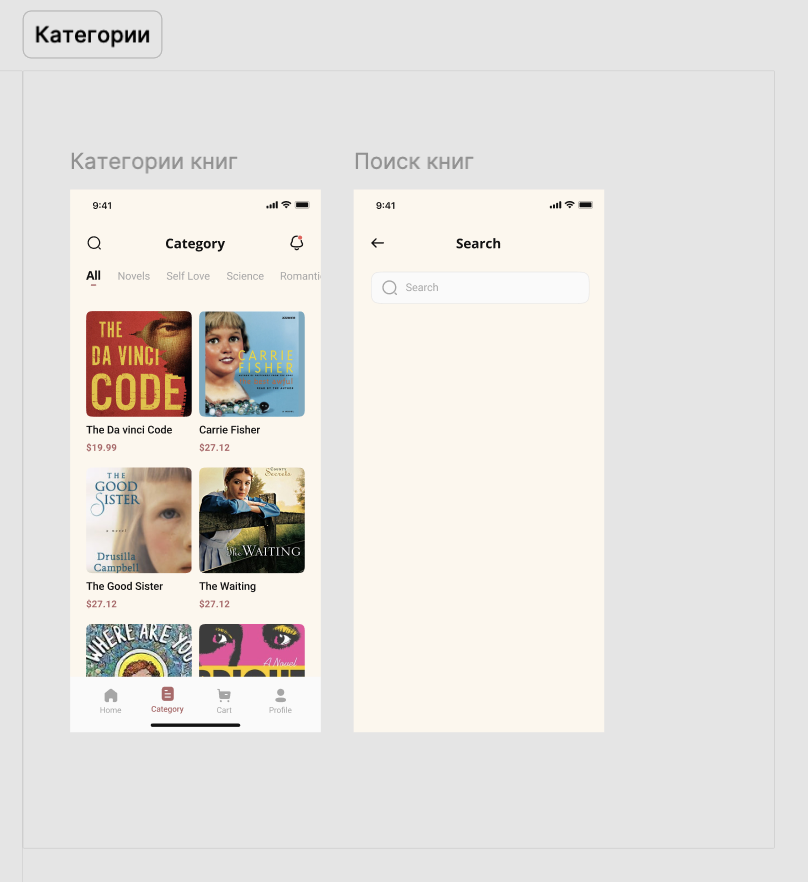 Категории
Категории книг
Поиск книг
9:41
Category
All Novels Self Love Science Romanti
THE
DA VINCI
CODE
CARRIE
FISHER
The Da vinci Code
$19.99
Carrie Fisher
$27.12
THE
GOOD
SISTER
A NOVEL
Drusilla
Campbell
Secrets
The WAITING
The Good Sister
$27.12
The Waiting
$27.12
WHERE ARE YOU
A Novel
Home
Category
Cart
Profile
9:41
Search
Search